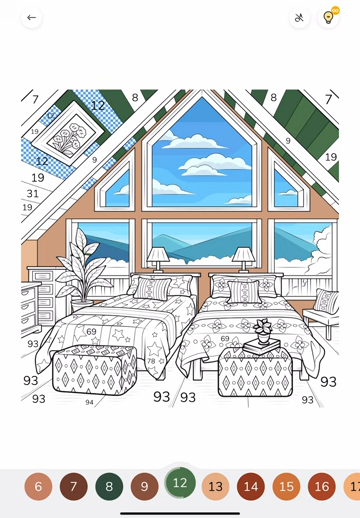 7 12 8 8 7
19
9 9
12 19
19
31
19
69 69
93 78 93
93 93
93 94 93 93
6 7 8 9 12 13 14 15 16